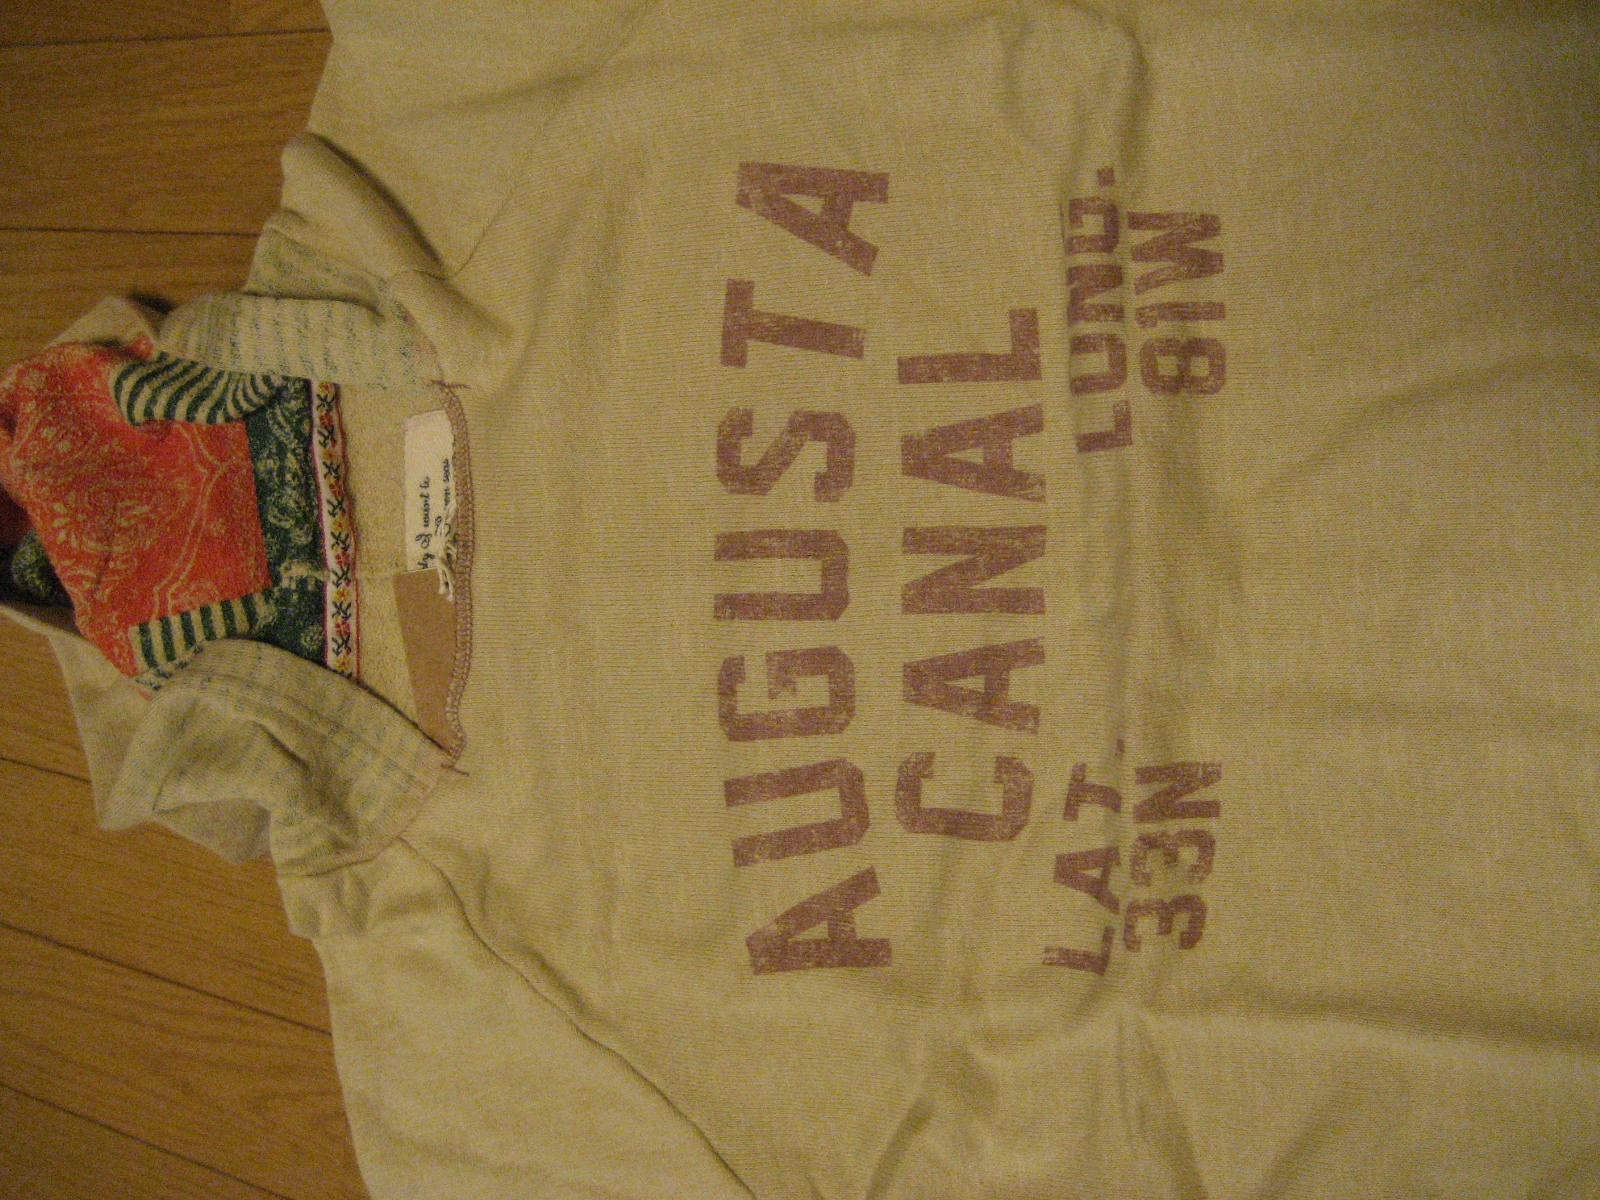 AUGUSTA
CANAL
LAT. LONG.
33N 81W